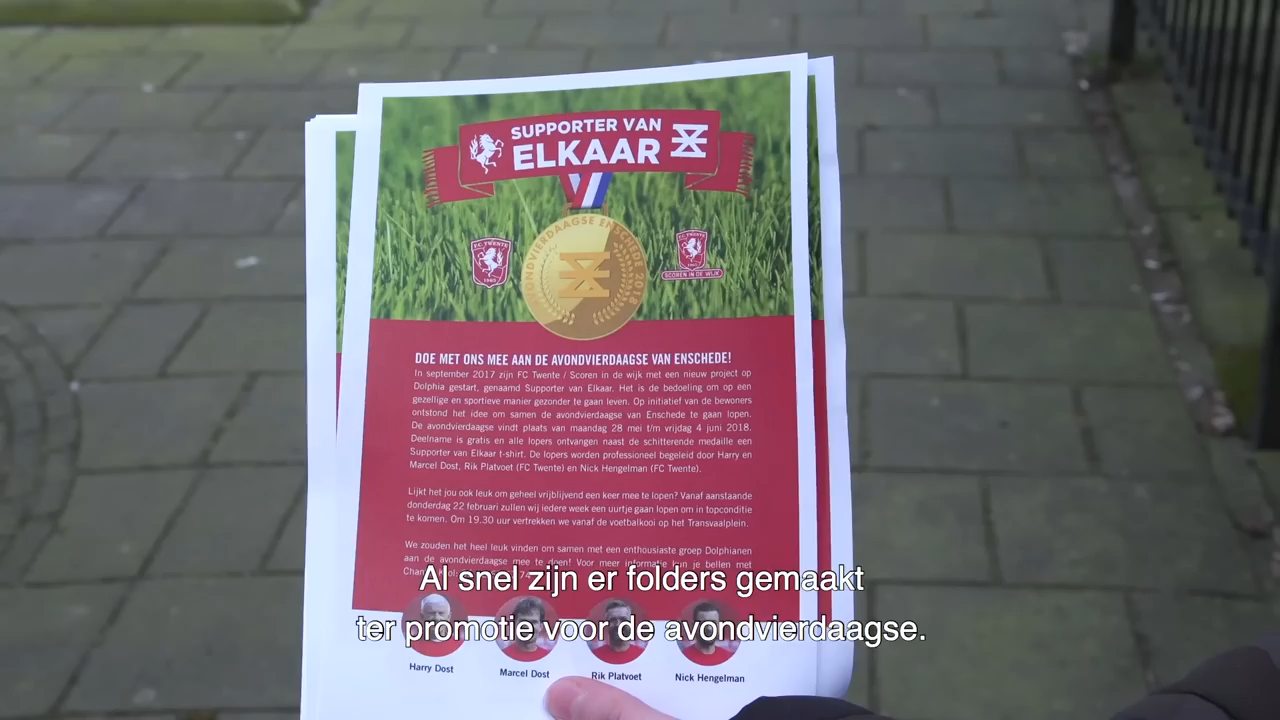 SUPPORTER VAN
ELKAAR
AVONDVIERDAAGSE ENSCHEDE 2018
F.C. TWENTE
1965
F.C. TWENTE
1965
SCOREN IN DE WIJK
DOE MET ONS MEE AAN DE AVONDVIERDAAGSE VAN ENSCHEDE!
In september 2017 zijn FC Twente / Scoren in de wijk met een nieuw project op
Dolphia gestart, genaamd Supporter van Elkaar. Het is de bedoeling om op een
gezellige en sportieve manier gezonder te gaan leven. Op initiatief van de bewoners
ontstond het idee om samen de avondvierdaagse van Enschede te gaan lopen.
De avondvierdaagse vindt plaats van maandag 28 mei t/m vrijdag 4 juni 2018.
Deelname is gratis en alle lopers ontvangen naast de schitterende medaille een
Supporter van Elkaar t-shirt. De lopers worden professioneel begeleid door Harry en
Marcel Dost, Rik Platvoet (FC Twente) en Nick Hengelman (FC Twente).
Lijkt het jou ook leuk om geheel vrijblijvend een keer mee te lopen? Vanaf aanstaande
donderdag 22 februari zullen wij iedere week een uurtje gaan lopen om in topconditie
te komen. Om 19.30 uur vertrekken we vanaf de voetbalkooi op het Transvaalplein.
We zouden het heel leuk vinden om samen met een enthousiaste groep Dolphianen
aan de avondvierdaagse mee te doen! Voor meer informatie kun je bellen met
Al snel zijn er folders gemaakt
ter promotie voor de avondvierdaagse.
Harry Dost
Marcel Dost
Rik Platvoet
Nick Hengelman